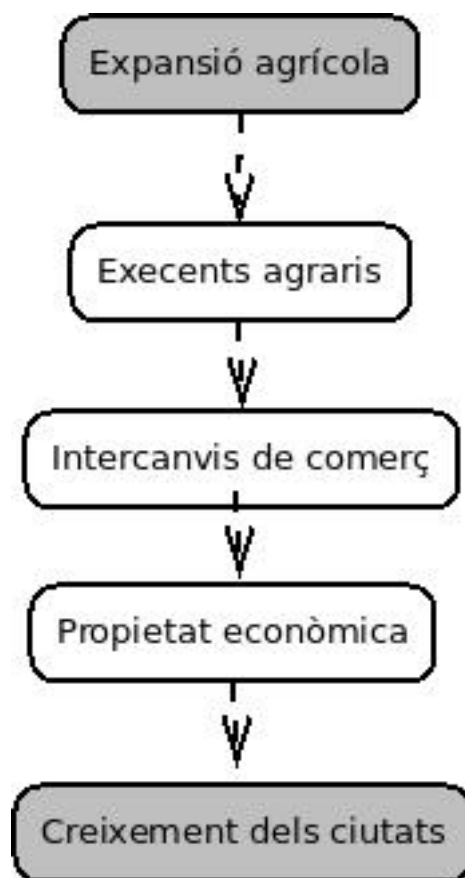 Expansió agrícola
Execents agraris
Intercanvis de comerç
Propietat econòmica
Creixement dels ciutats